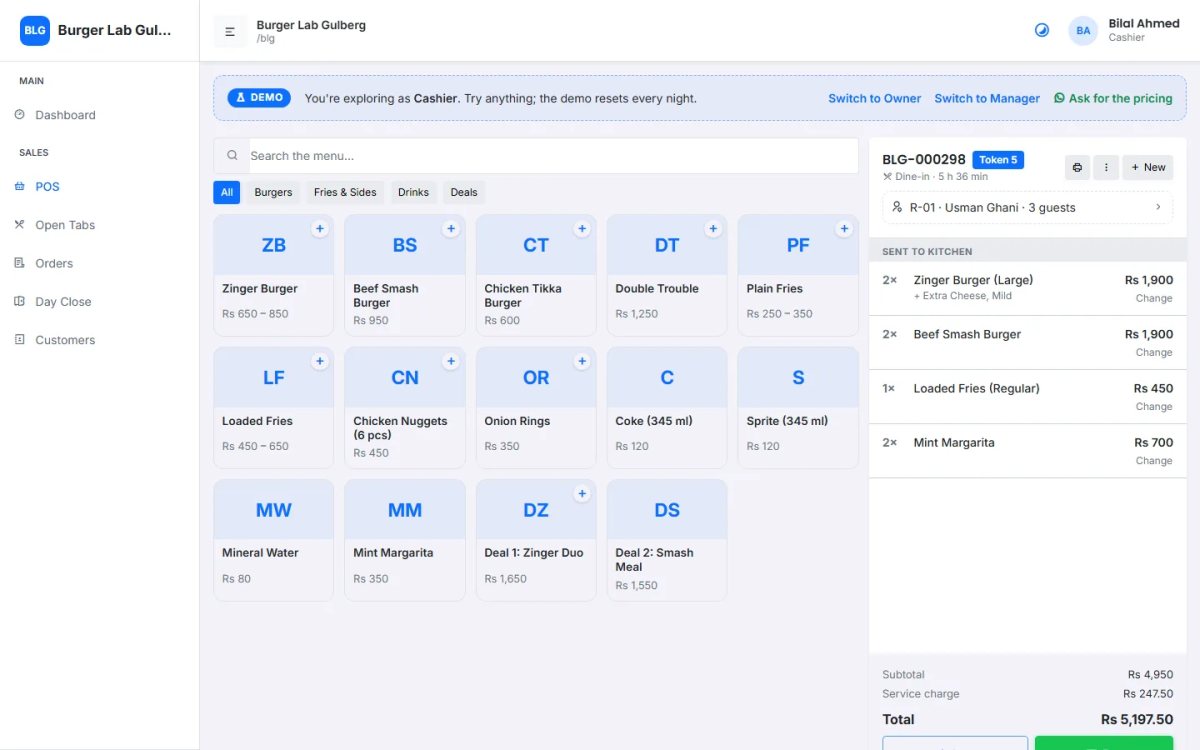 BLG
Burger Lab Gul...
Burger Lab Gulberg
/blg
BA
Bilal Ahmed
Cashier
MAIN
Dashboard
SALES
POS
Open Tabs
Orders
Day Close
Customers
DEMO
You're exploring as Cashier. Try anything; the demo resets every night.
Switch to Owner
Switch to Manager
Ask for the pricing
Search the menu...
All
Burgers
Fries & Sides
Drinks
Deals
ZB
+
Zinger Burger
Rs 650 – 850
BS
+
Beef Smash
Burger
Rs 950
CT
+
Chicken Tikka
Burger
Rs 600
DT
+
Double Trouble
Rs 1,250
PF
+
Plain Fries
Rs 250 – 350
LF
+
Loaded Fries
Rs 450 – 650
CN
+
Chicken Nuggets
(6 pcs)
Rs 450
OR
+
Onion Rings
Rs 350
C
Coke (345 ml)
Rs 120
S
Sprite (345 ml)
Rs 120
MW
Mineral Water
Rs 80
MM
Mint Margarita
Rs 350
DZ
+
Deal 1: Zinger Duo
Rs 1,650
DS
Deal 2: Smash
Meal
Rs 1,550
BLG-000298
Token 5
Dine-in · 5 h 36 min
+ New
R-01 · Usman Ghani · 3 guests
SENT TO KITCHEN
2× Zinger Burger (Large) Rs 1,900
+ Extra Cheese, Mild Change
2× Beef Smash Burger Rs 1,900
Change
1× Loaded Fries (Regular) Rs 450
Change
2× Mint Margarita Rs 700
Change
Subtotal Rs 4,950
Service charge Rs 247.50
Total Rs 5,197.50